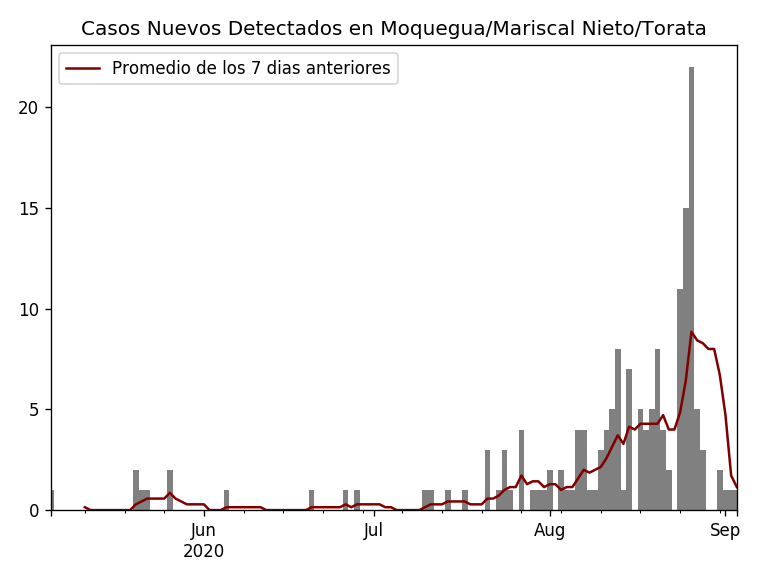 Casos Nuevos Detectados en Moquegua/Mariscal Nieto/Torata
Promedio de los 7 dias anteriores
20
15
10
5
0
Jun Jul Aug Sep
2020